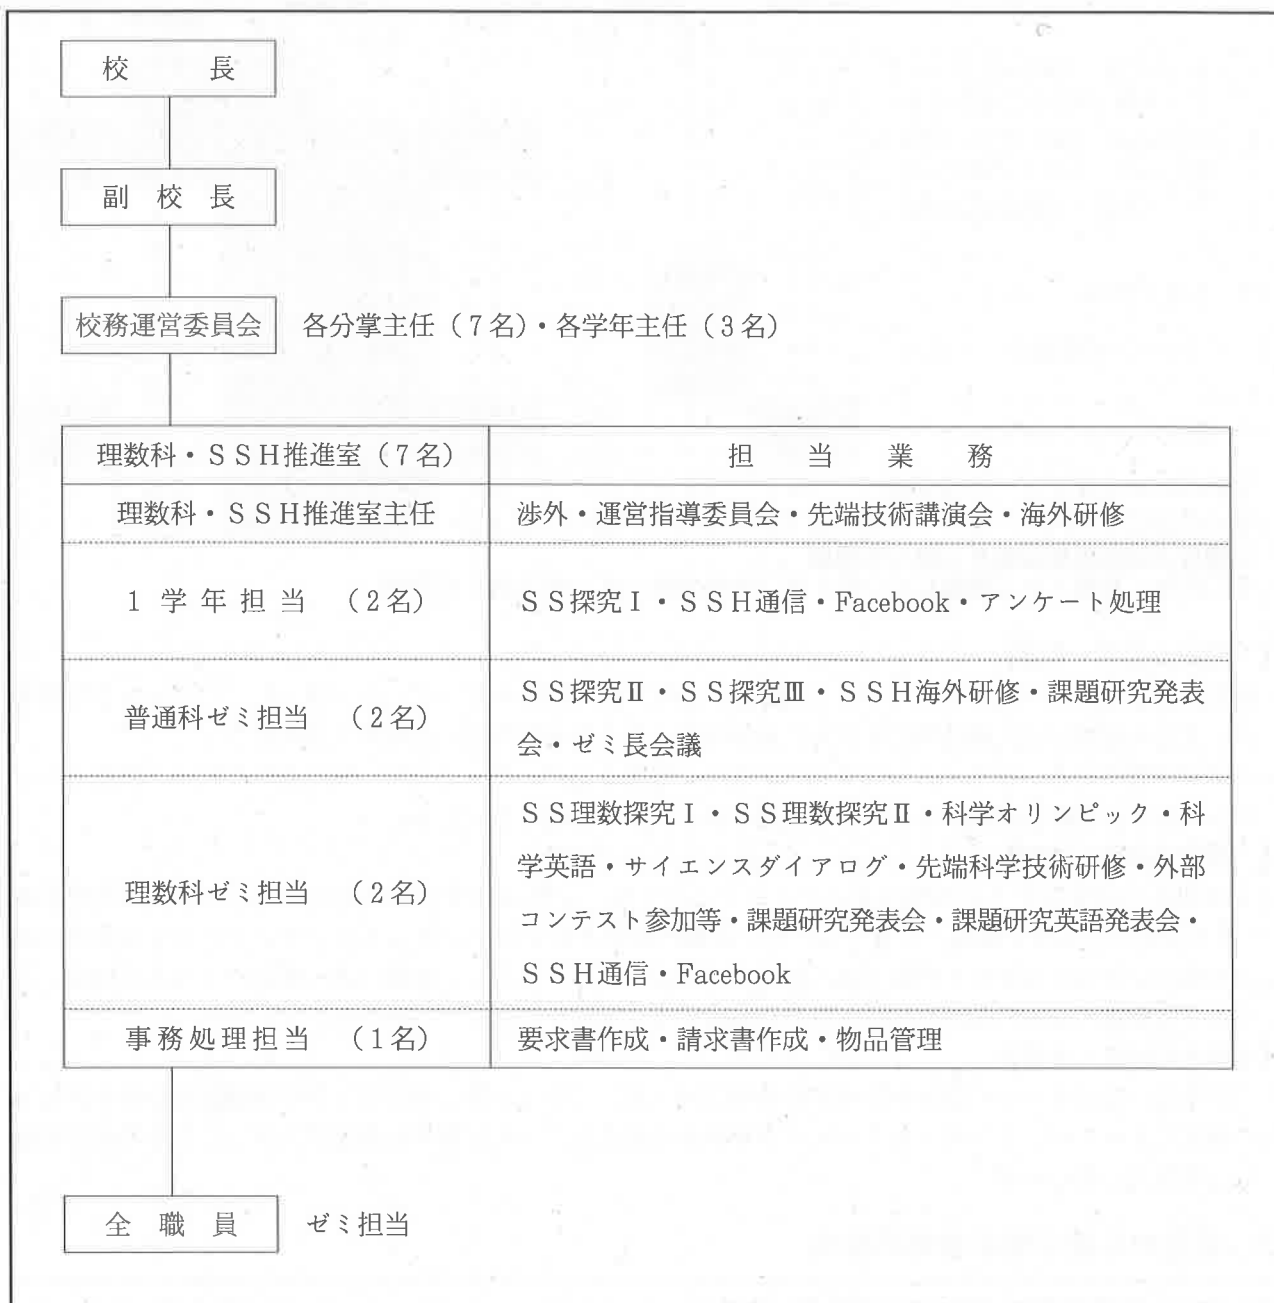 校長
副校長
校務運営委員会 各分掌主任(7名)・各学年主任(3名)
理数科・SSH推進室(7名) 担当業務
理数科・SSH推進室主任 渉外・運営指導委員会・先端技術講演会・海外研修
1学年担当 (2名) SS探究Ⅰ・SSH通信・Facebook・アンケート処理
普通科ゼミ担当 (2名) SS探究Ⅱ・SS探究Ⅲ・SSH海外研修・課題研究発表
会・ゼミ長会議
理数科ゼミ担当 (2名) SS理数探究Ⅰ・SS理数探究Ⅱ・科学オリンピック・科
学英語・サイエンスダイアログ・先端科学技術研修・外部
コンテスト参加等・課題研究発表会・課題研究英語発表会・
SSH通信・Facebook
事務処理担当 (1名) 要求書作成・請求書作成・物品管理
全職員 ゼミ担当